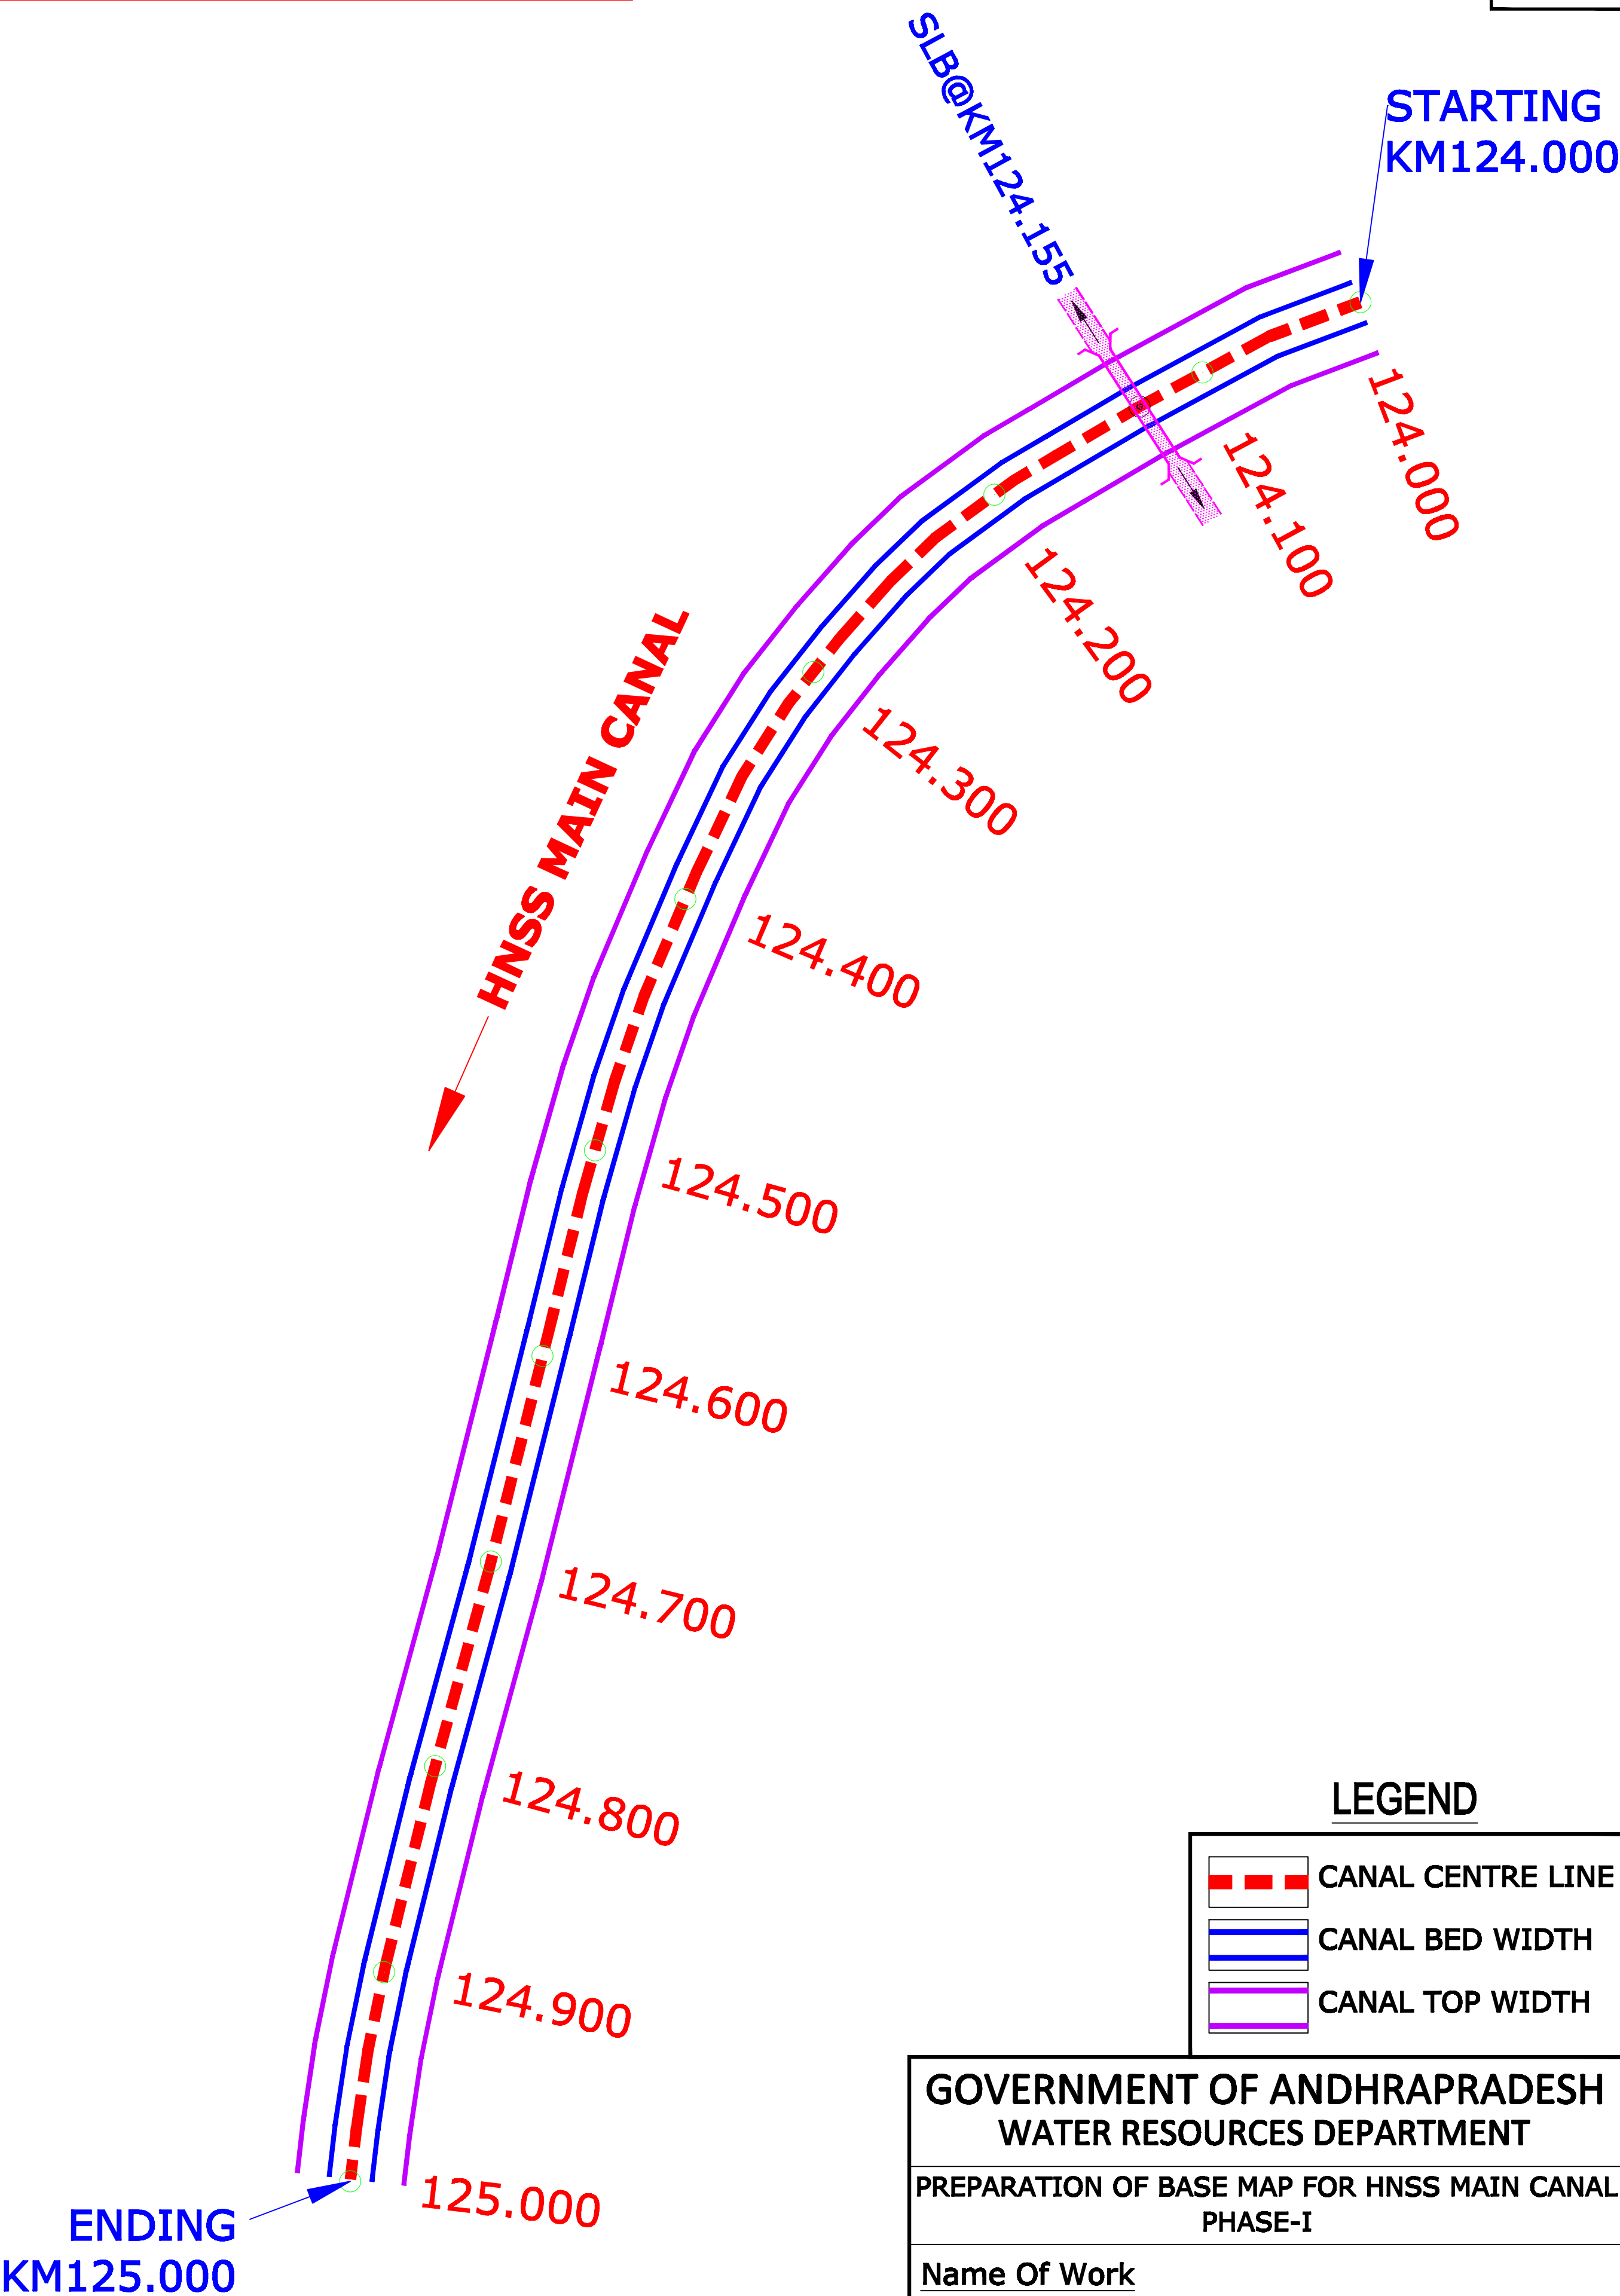 SLB@KM124.155
STARTING
KM124.000
124.000
124.100
124.200
124.300
HNSS MAIN CANAL
124.400
124.500
124.600
124.700
124.800
124.900
125.000
ENDING
KM125.000
LEGEND
CANAL CENTRE LINE
CANAL BED WIDTH
CANAL TOP WIDTH
GOVERNMENT OF ANDHRAPRADESH
WATER RESOURCES DEPARTMENT
PREPARATION OF BASE MAP FOR HNSS MAIN CANAL
PHASE-I
Name Of Work